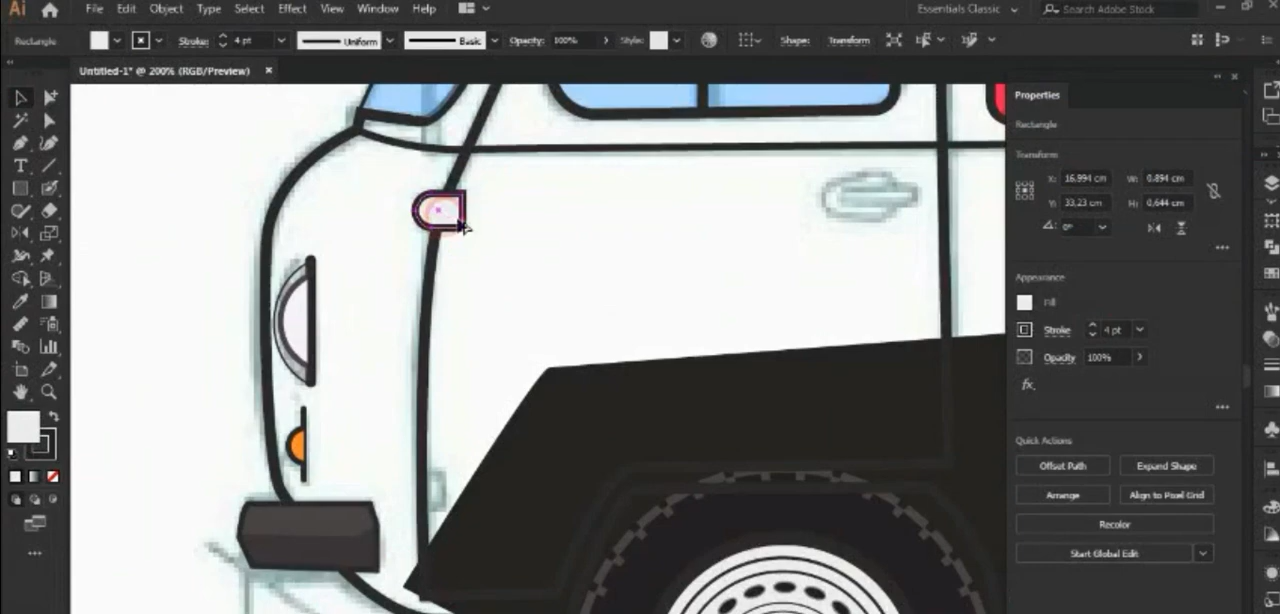 Ai File Edit Object Type Select Effect View Window Help Essentials Classic Search Adobe Stock
Rectangle Stroke: 4 pt Uniform Basic Opacity: 100% Style: Shape: Transform
Untitled-1* @ 200% (RGB/Preview) ×
Properties
Rectangle
Transform
X: 16,994 cm W: 0,894 cm
Y: 33,23 cm H: 0,644 cm
0°
Appearance
Fill
Stroke 4 pt
Opacity 100%
fx.
Quick Actions
Offset Path Expand Shape
Arrange Align to Pixel Grid
Recolor
Start Global Edit